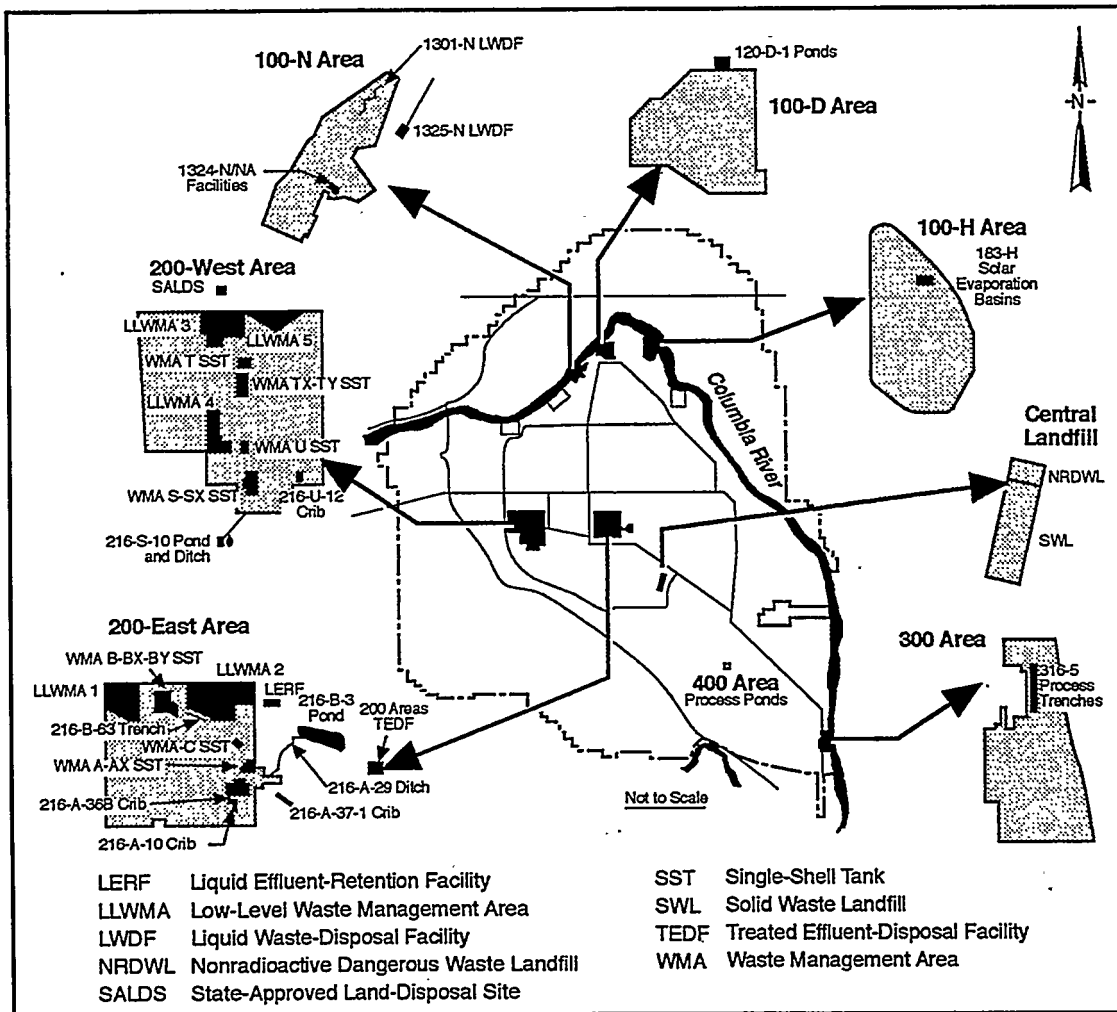 1301-N LWDF
100-N Area
1325-N LWDF
1324-N/NA
Facilities
120-D-1 Ponds
100-D Area
-N-
100-H Area
183-H
Solar
Evaporation
Basins
200-West Area
SALDS
LLWMA 3
LLWMA 5
WMA T SST
WMA TX-TY SST
LLWMA 4
WMA U SST
WMA S-SX SST
216-U-12
Crib
216-S-10 Pond
and Ditch
Columbia River
Central
Landfill
NRDWL
SWL
200-East Area
WMA B-BX-BY SST
LLWMA 2
LLWMA 1
LERF
216-B-3
Pond
200 Areas
TEDF
216-B-63 Trench
WMA-C SST
WMA A-AX SST
216-A-29 Ditch
216-A-36B Crib
216-A-37-1 Crib
216-A-10 Crib
400 Area
Process Ponds
Not to Scale
300 Area
316-5
Process
Trenches
LERF Liquid Effluent-Retention Facility
LLWMA Low-Level Waste Management Area
LWDF Liquid Waste-Disposal Facility
NRDWL Nonradioactive Dangerous Waste Landfill
SALDS State-Approved Land-Disposal Site
SST Single-Shell Tank
SWL Solid Waste Landfill
TEDF Treated Effluent-Disposal Facility
WMA Waste Management Area